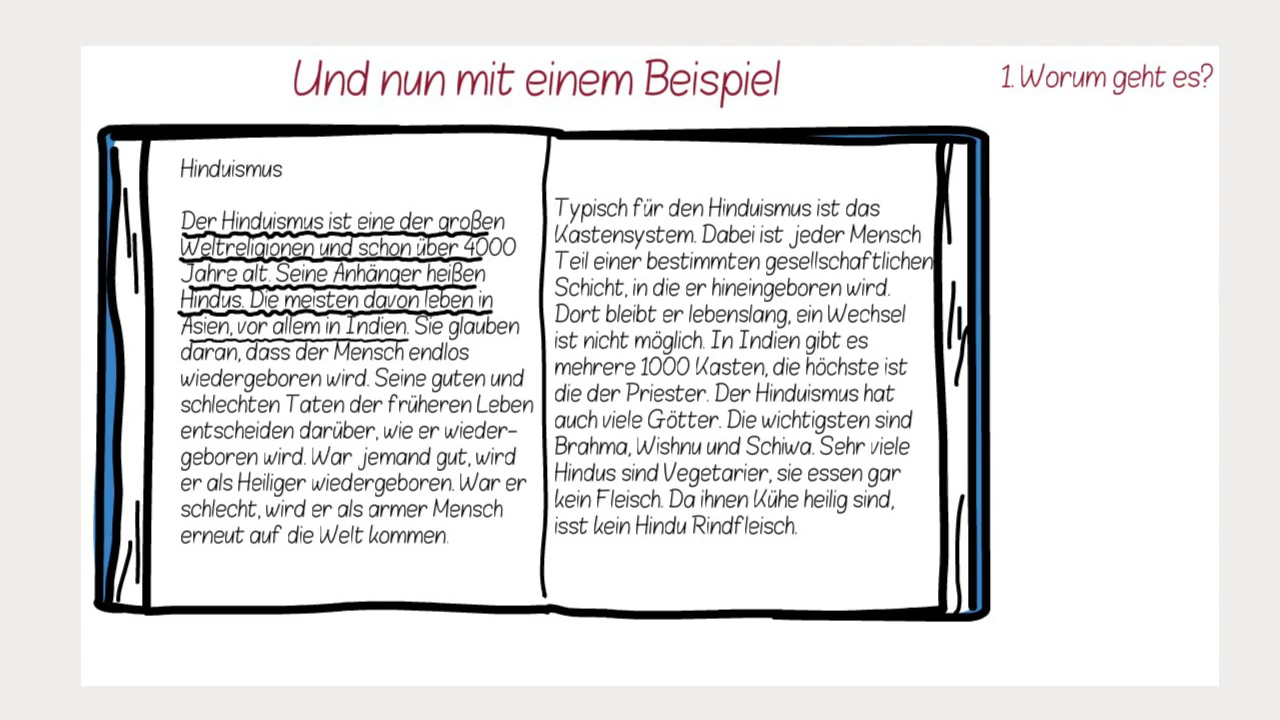 Und nun mit einem Beispiel
1. Worum geht es?
Hinduismus
Der Hinduismus ist eine der großen
Weltreligionen und schon über 4000
Jahre alt. Seine Anhänger heißen
Hindus. Die meisten davon leben in
Asien, vor allem in Indien. Sie glauben
daran, dass der Mensch endlos
wiedergeboren wird. Seine guten und
schlechten Taten der früheren Leben
entscheiden darüber, wie er wieder-
geboren wird. War jemand gut, wird
er als Heiliger wiedergeboren. War er
schlecht, wird er als armer Mensch
erneut auf die Welt kommen.
Typisch für den Hinduismus ist das
Kastensystem. Dabei ist jeder Mensch
Teil einer bestimmten gesellschaftlichen
Schicht, in die er hineingeboren wird.
Dort bleibt er lebenslang, ein Wechsel
ist nicht möglich. In Indien gibt es
mehrere 1000 Kasten, die höchste ist
die der Priester. Der Hinduismus hat
auch viele Götter. Die wichtigsten sind
Brahma, Wishnu und Schiwa. Sehr viele
Hindus sind Vegetarier, sie essen gar
kein Fleisch. Da ihnen Kühe heilig sind,
isst kein Hindu Rindfleisch.